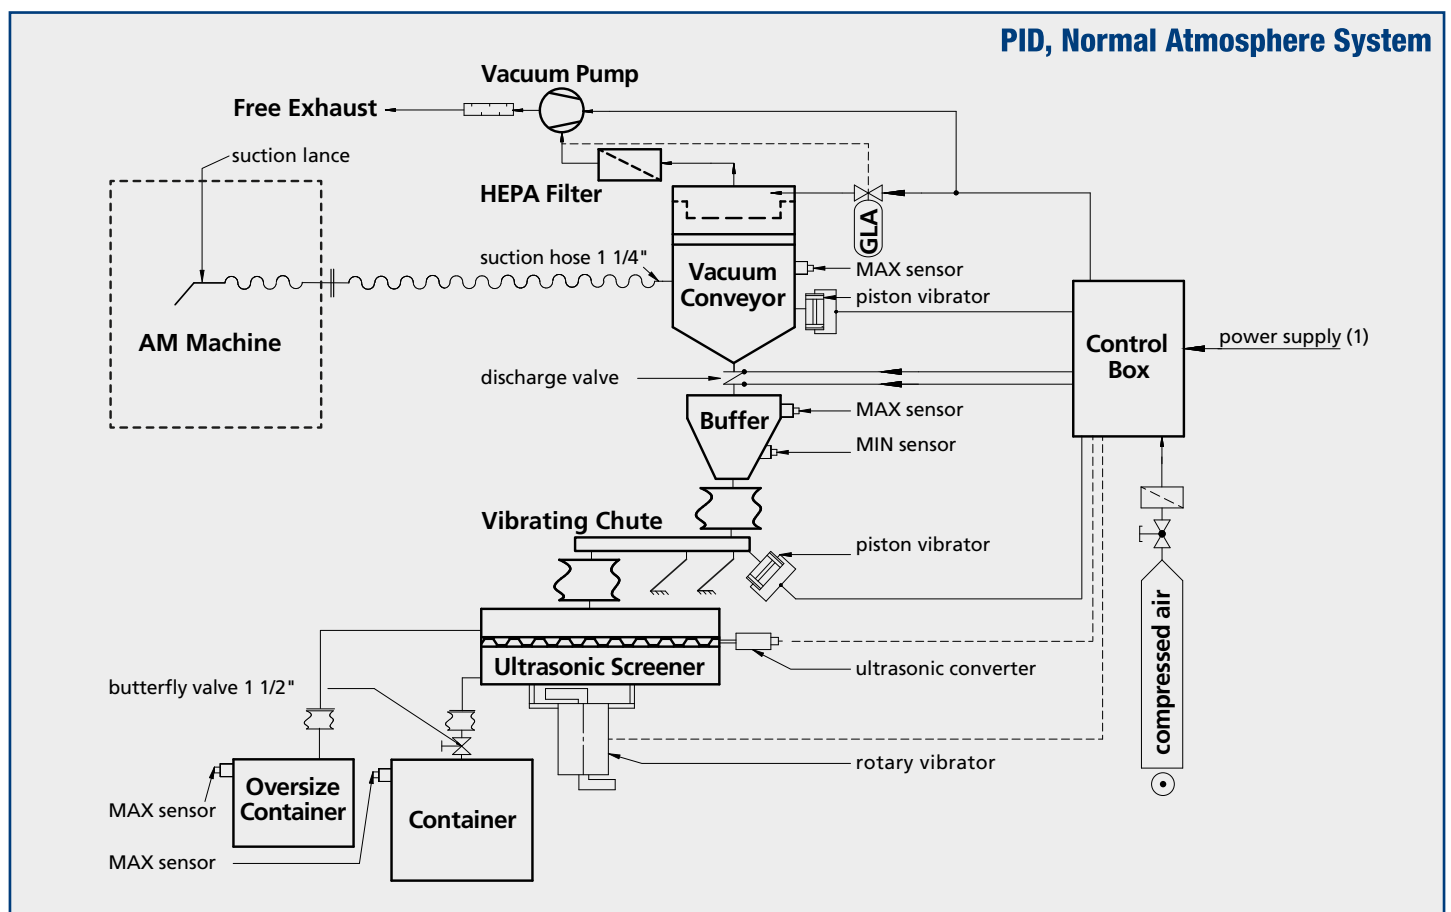 PID, Normal Atmosphere System
Vacuum Pump
Free Exhaust
suction lance
HEPA Filter
GLA
suction hose 1 1/4"
Vacuum
Conveyor
MAX sensor
piston vibrator
AM Machine
Control
Box
power supply (1)
discharge valve
Buffer
MAX sensor
MIN sensor
Vibrating Chute
piston vibrator
compressed air
Ultrasonic Screener
ultrasonic converter
butterfly valve 1 1/2"
rotary vibrator
Oversize
Container
MAX sensor
Container
MAX sensor